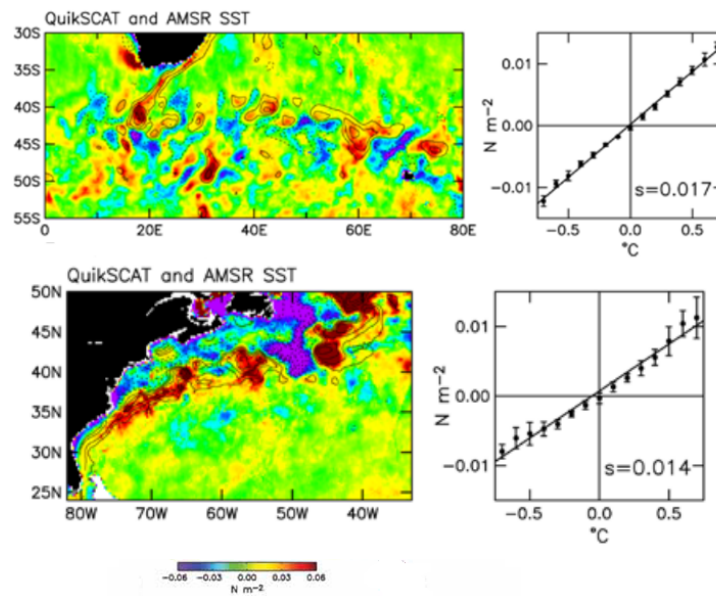 QuikSCAT and AMSR SST
30S
35S
40S
45S
50S
55S
0 20E 40E 60E 80E
0.01
0.00
−0.01
N m−2
s=0.017
−0.5 0.0 0.5
°C
QuikSCAT and AMSR SST
50N
45N
40N
35N
30N
25N
80W 70W 60W 50W 40W
0.01
0.00
−0.01
N m−2
s=0.014
−0.5 0.0 0.5
°C
−0.06 −0.03 0.00 0.03 0.06
N m−2